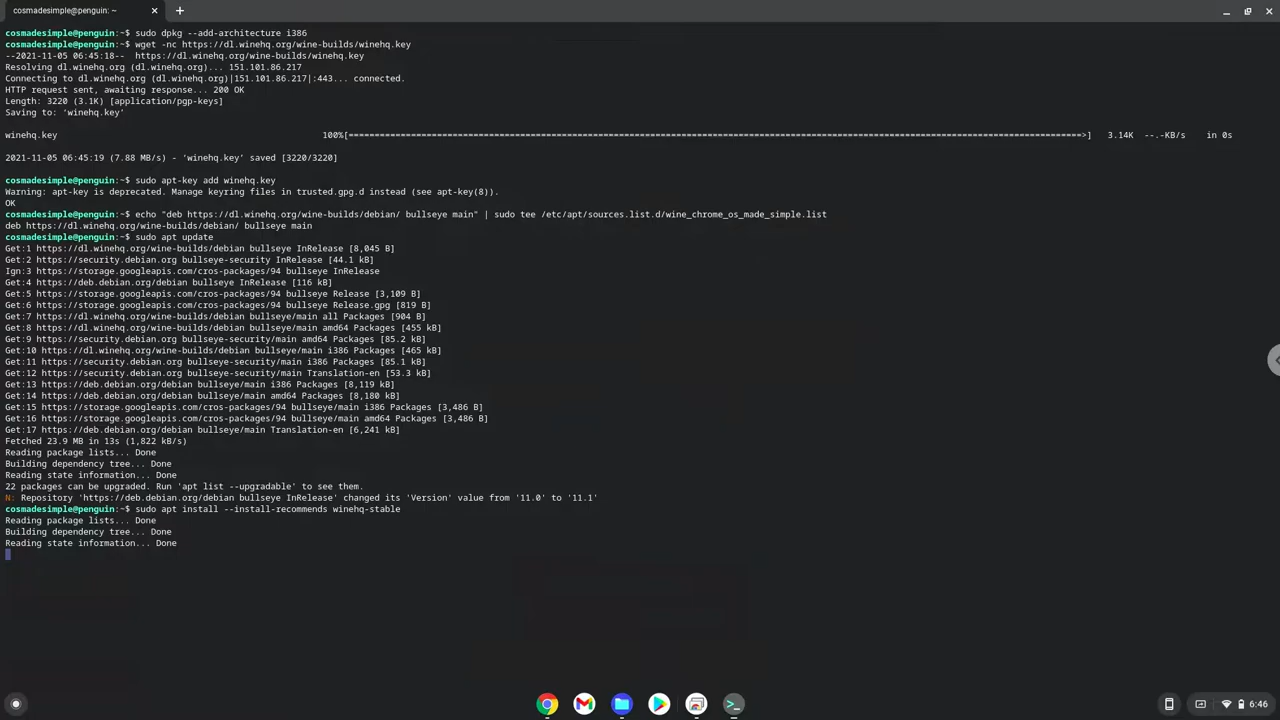 cosmadesimple@penguin: ~
cosmadesimple@penguin:~$ sudo dpkg --add-architecture i386
cosmadesimple@penguin:~$ wget -nc https://dl.winehq.org/wine-builds/winehq.key
--2021-11-05 06:45:18--  https://dl.winehq.org/wine-builds/winehq.key
Resolving dl.winehq.org (dl.winehq.org)... 151.101.86.217
Connecting to dl.winehq.org (dl.winehq.org)|151.101.86.217|:443... connected.
HTTP request sent, awaiting response... 200 OK
Length: 3220 (3.1K) [application/pgp-keys]
Saving to: 'winehq.key'
winehq.key 100%[=============================================================================================================================================>] 3.14K --.-KB/s in 0s
2021-11-05 06:45:19 (7.88 MB/s) - 'winehq.key' saved [3220/3220]
cosmadesimple@penguin:~$ sudo apt-key add winehq.key
Warning: apt-key is deprecated. Manage keyring files in trusted.gpg.d instead (see apt-key(8)).
OK
cosmadesimple@penguin:~$ echo "deb https://dl.winehq.org/wine-builds/debian/ bullseye main" | sudo tee /etc/apt/sources.list.d/wine_chrome_os_made_simple.list
deb https://dl.winehq.org/wine-builds/debian/ bullseye main
cosmadesimple@penguin:~$ sudo apt update
Get:1 https://dl.winehq.org/wine-builds/debian bullseye InRelease [8,045 B]
Get:2 https://security.debian.org bullseye-security InRelease [44.1 kB]
Ign:3 https://storage.googleapis.com/cros-packages/94 bullseye InRelease
Get:4 https://deb.debian.org/debian bullseye InRelease [116 kB]
Get:5 https://storage.googleapis.com/cros-packages/94 bullseye Release [3,109 B]
Get:6 https://storage.googleapis.com/cros-packages/94 bullseye Release.gpg [819 B]
Get:7 https://dl.winehq.org/wine-builds/debian bullseye/main all Packages [904 B]
Get:8 https://dl.winehq.org/wine-builds/debian bullseye/main amd64 Packages [455 kB]
Get:9 https://security.debian.org bullseye-security/main amd64 Packages [85.2 kB]
Get:10 https://dl.winehq.org/wine-builds/debian bullseye/main i386 Packages [465 kB]
Get:11 https://security.debian.org bullseye-security/main i386 Packages [85.1 kB]
Get:12 https://security.debian.org bullseye-security/main Translation-en [53.3 kB]
Get:13 https://deb.debian.org/debian bullseye/main i386 Packages [8,119 kB]
Get:14 https://deb.debian.org/debian bullseye/main amd64 Packages [8,180 kB]
Get:15 https://storage.googleapis.com/cros-packages/94 bullseye/main i386 Packages [3,486 B]
Get:16 https://storage.googleapis.com/cros-packages/94 bullseye/main amd64 Packages [3,486 B]
Get:17 https://deb.debian.org/debian bullseye/main Translation-en [6,241 kB]
Fetched 23.9 MB in 13s (1,822 kB/s)
Reading package lists... Done
Building dependency tree... Done
Reading state information... Done
22 packages can be upgraded. Run 'apt list --upgradable' to see them.
N: Repository 'https://deb.debian.org/debian bullseye InRelease' changed its 'Version' value from '11.0' to '11.1'
cosmadesimple@penguin:~$ sudo apt install --install-recommends winehq-stable
Reading package lists... Done
Building dependency tree... Done
Reading state information... Done
6:46